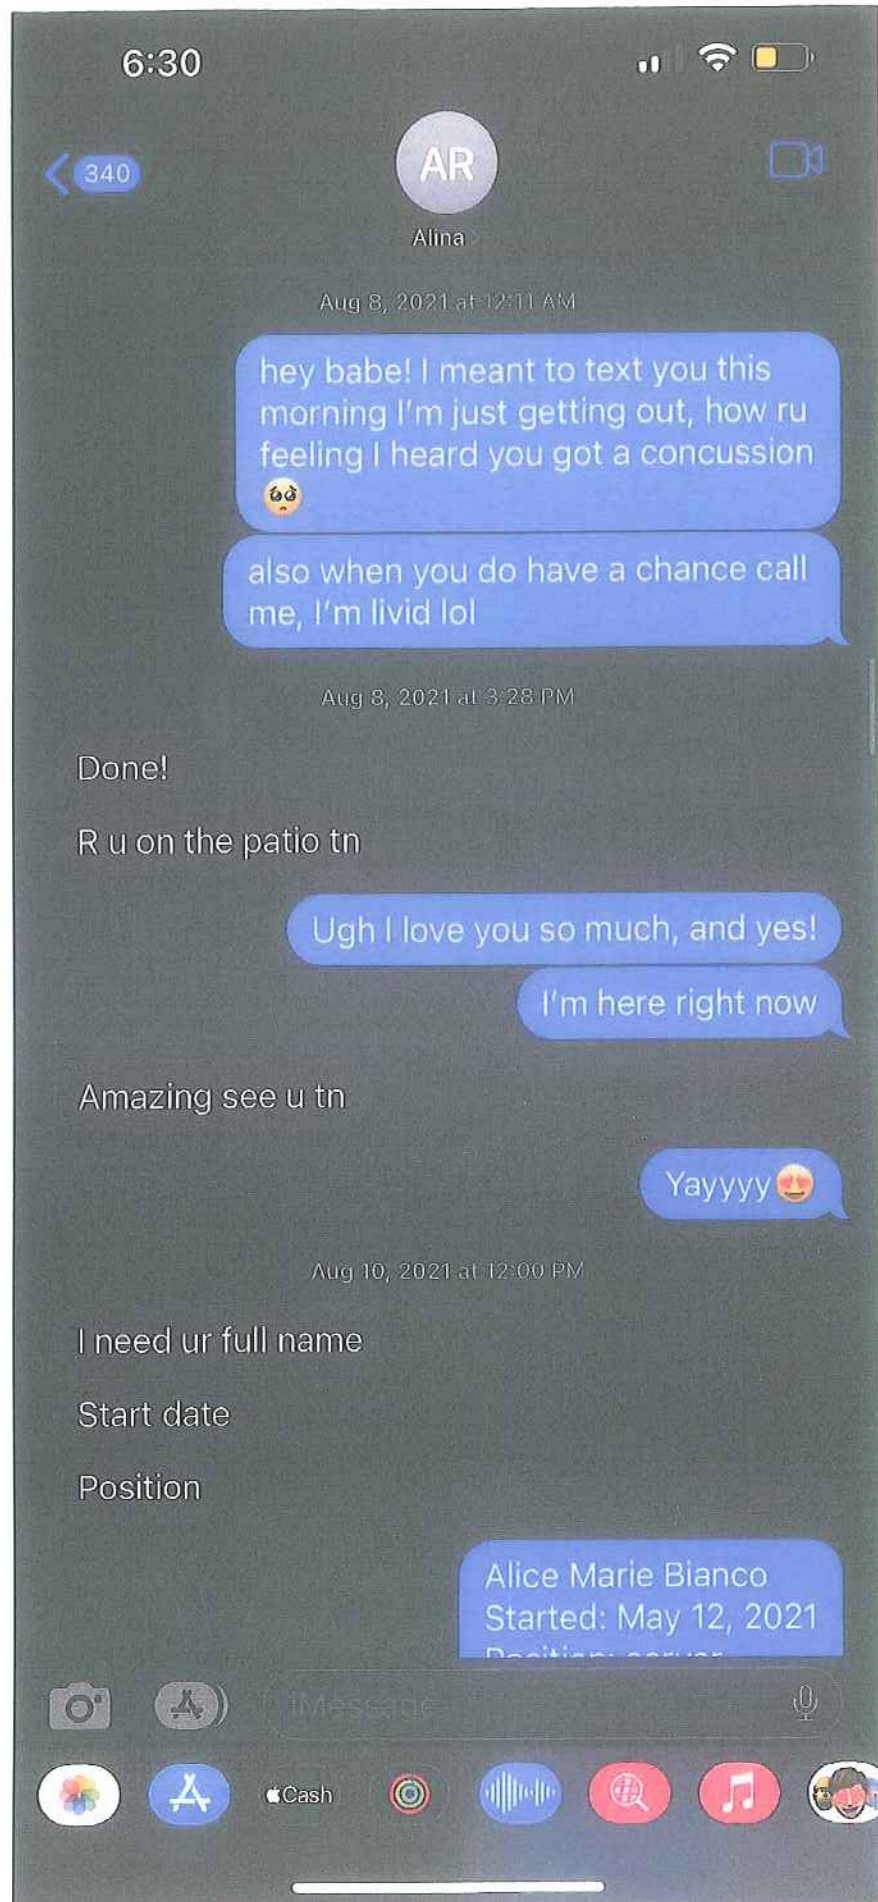 6:30
340
AR
Alina
Aug 8, 2021 at 12:11 AM
hey babe! I meant to text you this
morning I'm just getting out, how ru
feeling I heard you got a concussion
🥺
also when you do have a chance call
me, I'm livid lol
Aug 8, 2021 at 3:28 PM
Done!
R u on the patio tn
Ugh I love you so much, and yes!
I'm here right now
Amazing see u tn
Yayyyy😍
Aug 10, 2021 at 12:00 PM
I need ur full name
Start date
Position
Alice Marie Bianco
Started: May 12, 2021
Position: server
iMessage
Cash